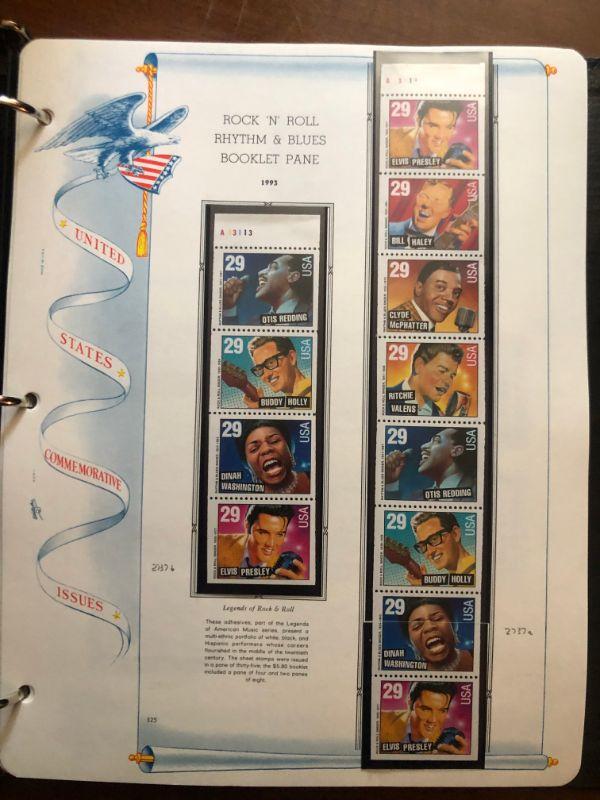 ROCK 'N' ROLL
RHYTHM & BLUES
BOOKLET PANE
1993
UNITED
STATES
COMMEMORATIVE
ISSUES
A 13113
29
USA
OTIS REDDING
29
USA
BUDDY HOLLY
29
USA
DINAH
WASHINGTON
29
USA
ELVIS PRESLEY
2737b
Legends of Rock & Roll
These adhesives, part of the Legends
of American Music series, present a
multi-ethnic portfolio of white, black, and
Hispanic performers whose careers
flourished in the middle of the twentieth
century. The sheet stamps were issued
in a pane of thirty-five; the $5.80 booklet
included a pane of four and two panes
of eight.
125
29
USA
ELVIS PRESLEY
29
USA
BILL HALEY
29
USA
CLYDE
McPHATTER
29
USA
RITCHIE
VALENS
29
USA
OTIS REDDING
29
USA
BUDDY HOLLY
29
USA
DINAH
WASHINGTON
29
USA
ELVIS PRESLEY
2737a